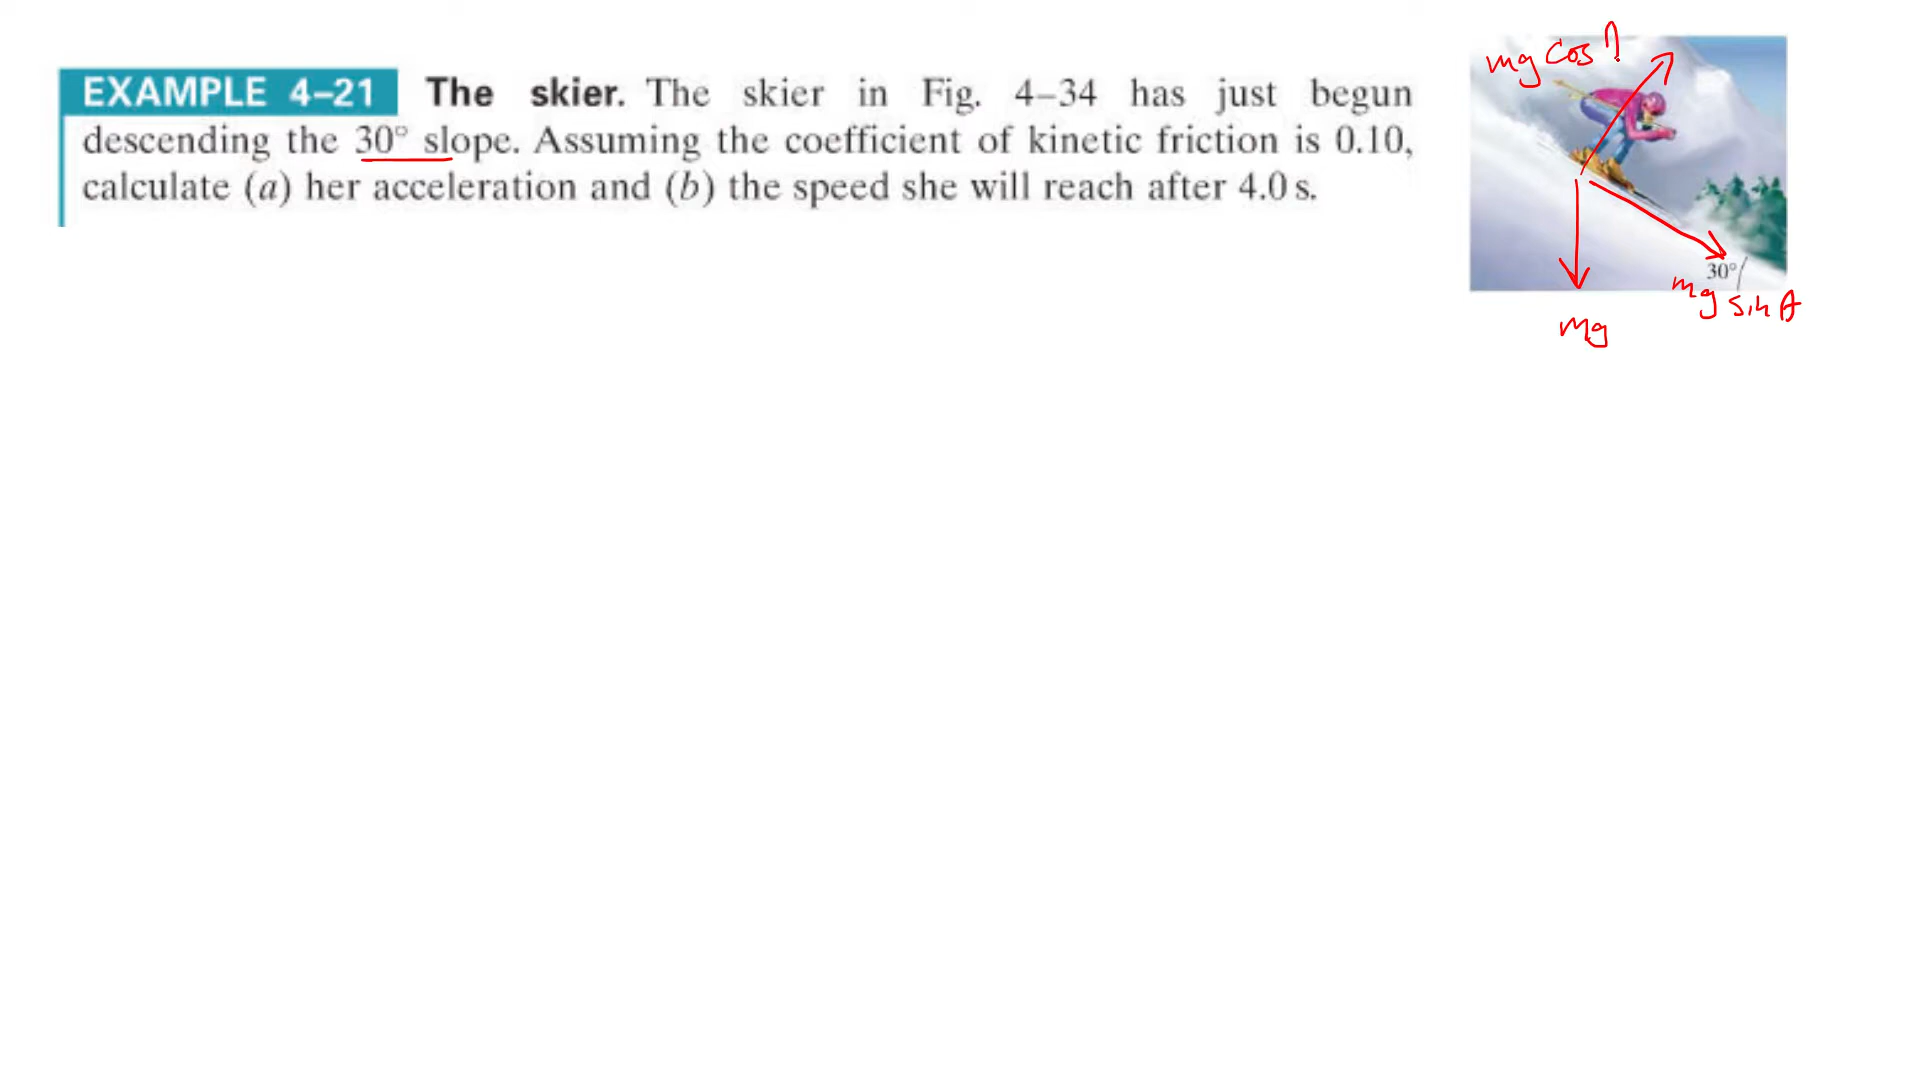 EXAMPLE 4–21 The skier. The skier in Fig. 4–34 has just begun
descending the 30° slope. Assuming the coefficient of kinetic friction is 0.10,
calculate (a) her acceleration and (b) the speed she will reach after 4.0 s.
mg cos
30°
mg sin
mg